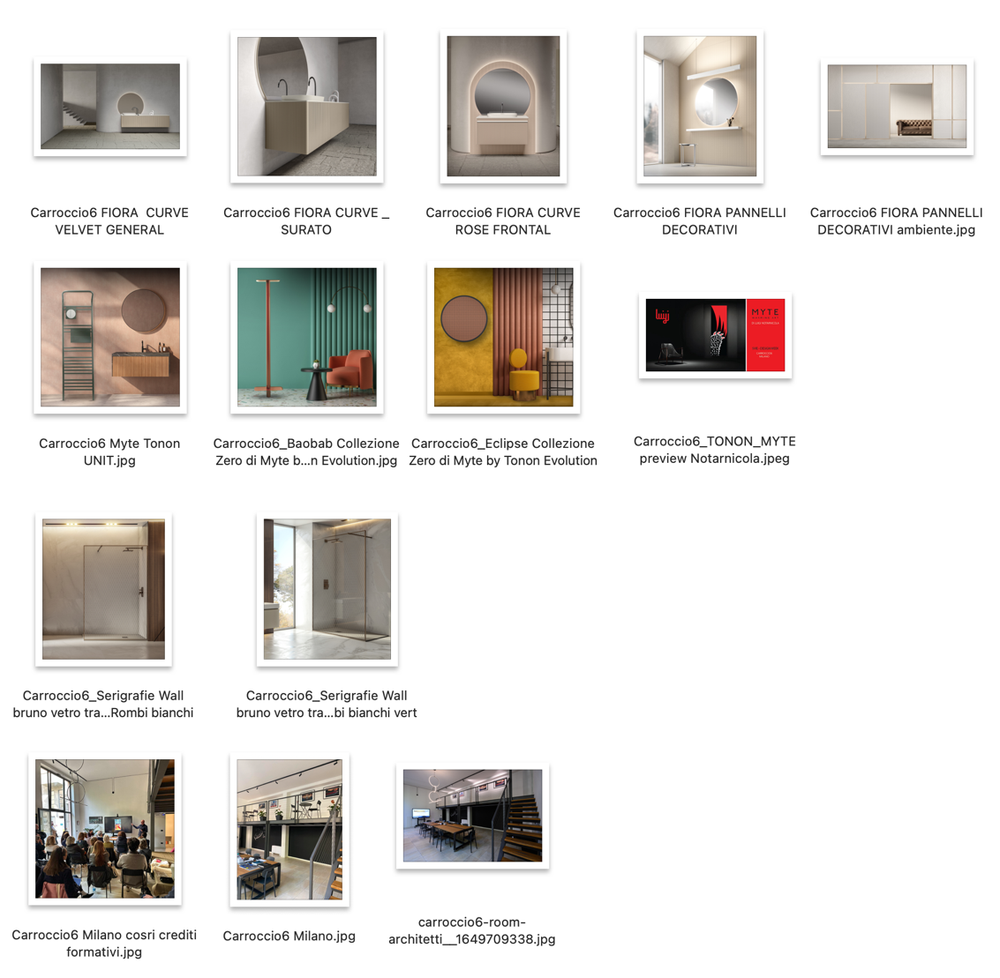 Carroccio6 FIORA  CURVE
VELVET GENERAL
Carroccio6 FIORA CURVE _
SURATO
Carroccio6 FIORA CURVE
ROSE FRONTAL
Carroccio6 FIORA PANNELLI
DECORATIVI
Carroccio6 FIORA PANNELLI
DECORATIVI ambiente.jpg
luiji
MYTE
Carroccio6 Myte Tonon
UNIT.jpg
Carroccio6_Baobab Collezione
Zero di Myte b...n Evolution.jpg
Carroccio6_Eclipse Collezione
Zero di Myte by Tonon Evolution
Carroccio6_TONON_MYTE
preview Notarnicola.jpeg
Carroccio6_Serigrafie Wall
bruno vetro tra...Rombi bianchi
Carroccio6_Serigrafie Wall
bruno vetro tra...bi bianchi vert
Carroccio6 Milano cosri crediti
formativi.jpg
Carroccio6 Milano.jpg
carroccio6-room-
architetti__1649709338.jpg